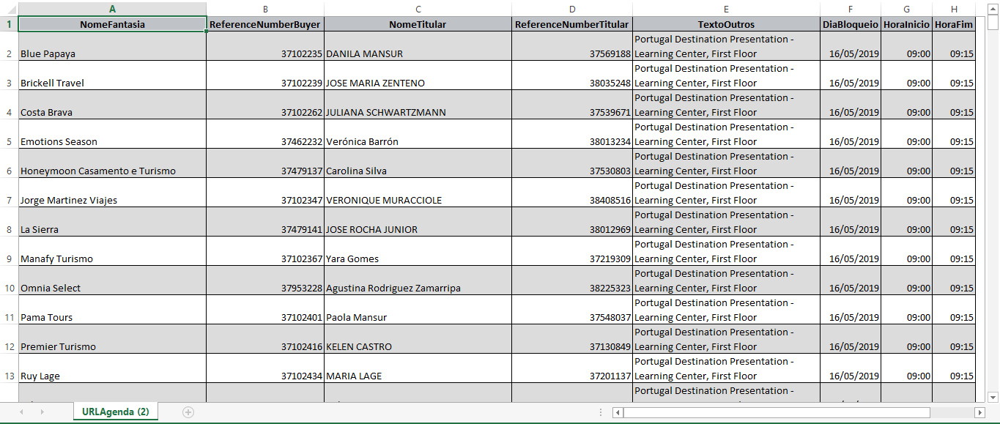 A B C D E F G H
1 NomeFantasia ReferenceNumberBuyer NomeTitular ReferenceNumberTitular TextoOutros DiaBloqueio HoraInicio HoraFim
Portugal Destination Presentation -
2 Blue Papaya 37102235 DANILA MANSUR 37569188 Learning Center, First Floor 16/05/2019 09:00 09:15
Portugal Destination Presentation -
3 Brickell Travel 37102239 JOSE MARIA ZENTENO 38035248 Learning Center, First Floor 16/05/2019 09:00 09:15
Portugal Destination Presentation -
4 Costa Brava 37102262 JULIANA SCHWARTZMANN 37539671 Learning Center, First Floor 16/05/2019 09:00 09:15
Portugal Destination Presentation -
5 Emotions Season 37462232 Verónica Barrón 38013234 Learning Center, First Floor 16/05/2019 09:00 09:15
Portugal Destination Presentation -
6 Honeymoon Casamento e Turismo 37479137 Carolina Silva 37530803 Learning Center, First Floor 16/05/2019 09:00 09:15
Portugal Destination Presentation -
7 Jorge Martinez Viajes 37102347 VERONIQUE MURACCIOLE 38408516 Learning Center, First Floor 16/05/2019 09:00 09:15
Portugal Destination Presentation -
8 La Sierra 37479141 JOSE ROCHA JUNIOR 38012969 Learning Center, First Floor 16/05/2019 09:00 09:15
Portugal Destination Presentation -
9 Manafy Turismo 37102367 Yara Gomes 37219309 Learning Center, First Floor 16/05/2019 09:00 09:15
Portugal Destination Presentation -
10 Omnia Select 37953228 Agustina Rodriguez Zamarripa 38225323 Learning Center, First Floor 16/05/2019 09:00 09:15
Portugal Destination Presentation -
11 Pama Tours 37102401 Paola Mansur 37548037 Learning Center, First Floor 16/05/2019 09:00 09:15
Portugal Destination Presentation -
12 Premier Turismo 37102416 KELEN CASTRO 37130849 Learning Center, First Floor 16/05/2019 09:00 09:15
Portugal Destination Presentation -
13 Ruy Lage 37102434 MARIA LAGE 37201137 Learning Center, First Floor 16/05/2019 09:00 09:15
Portugal Destination Presentation -
URLAgenda (2)